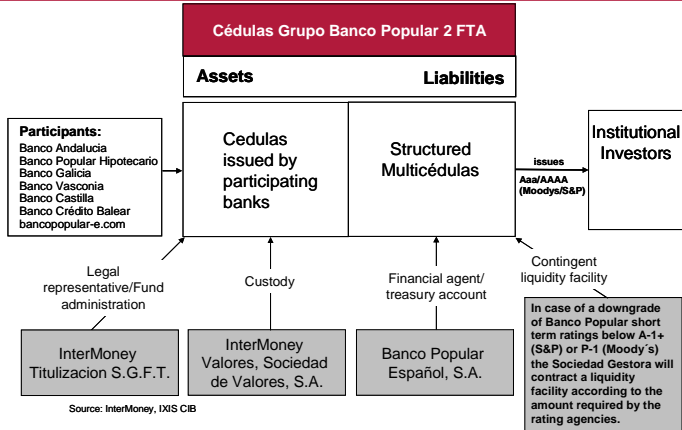 Cédulas Grupo Banco Popular 2 FTA
Assets
Liabilities
Participants:
Banco Andalucia
Banco Popular Hipotecario
Banco Galicia
Banco Vasconia
Banco Castilla
Banco Crédito Balear
bancopopular-e.com
Cedulas
issued by
participating
banks
Structured
Multicédulas
issues
Aaa/AAAA
(Moodys/S&P)
Institutional
Investors
Legal
representative/Fund
administration
Custody
Financial agent/
treasury account
Contingent
liquidity facility
InterMoney
Titulizacion S.G.F.T.
InterMoney
Valores, Sociedad
de Valores, S.A.
Banco Popular
Español, S.A.
In case of a downgrade
of Banco Popular short
term ratings below A-1+
(S&P) or P-1 (Moody´s)
the Sociedad Gestora will
contract a liquidity
facility according to the
amount required by the
rating agencies.
Source: InterMoney, IXIS CIB